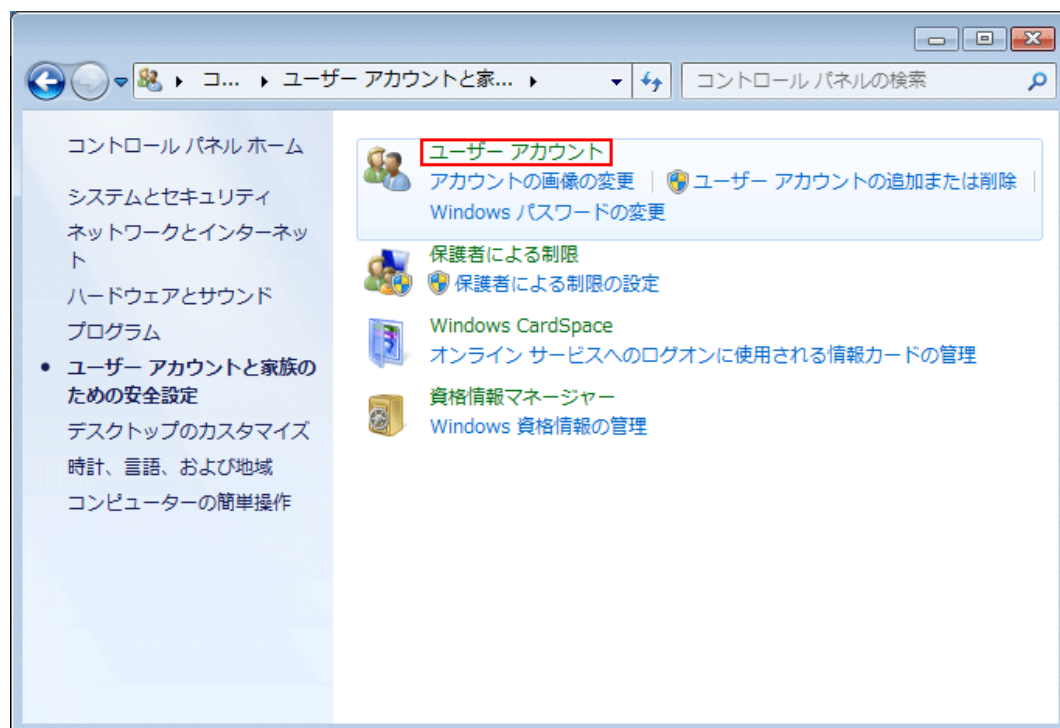 コ... ユーザー アカウントと家... コントロール パネルの検索
コントロール パネル ホーム
システムとセキュリティ
ネットワークとインターネッ
ト
ハードウェアとサウンド
プログラム
ユーザー アカウントと家族の
ための安全設定
デスクトップのカスタマイズ
時計、言語、および地域
コンピューターの簡単操作
ユーザー アカウント
アカウントの画像の変更 ユーザー アカウントの追加または削除
Windows パスワードの変更
保護者による制限
保護者による制限の設定
Windows CardSpace
オンライン サービスへのログオンに使用される情報カードの管理
資格情報マネージャー
Windows 資格情報の管理